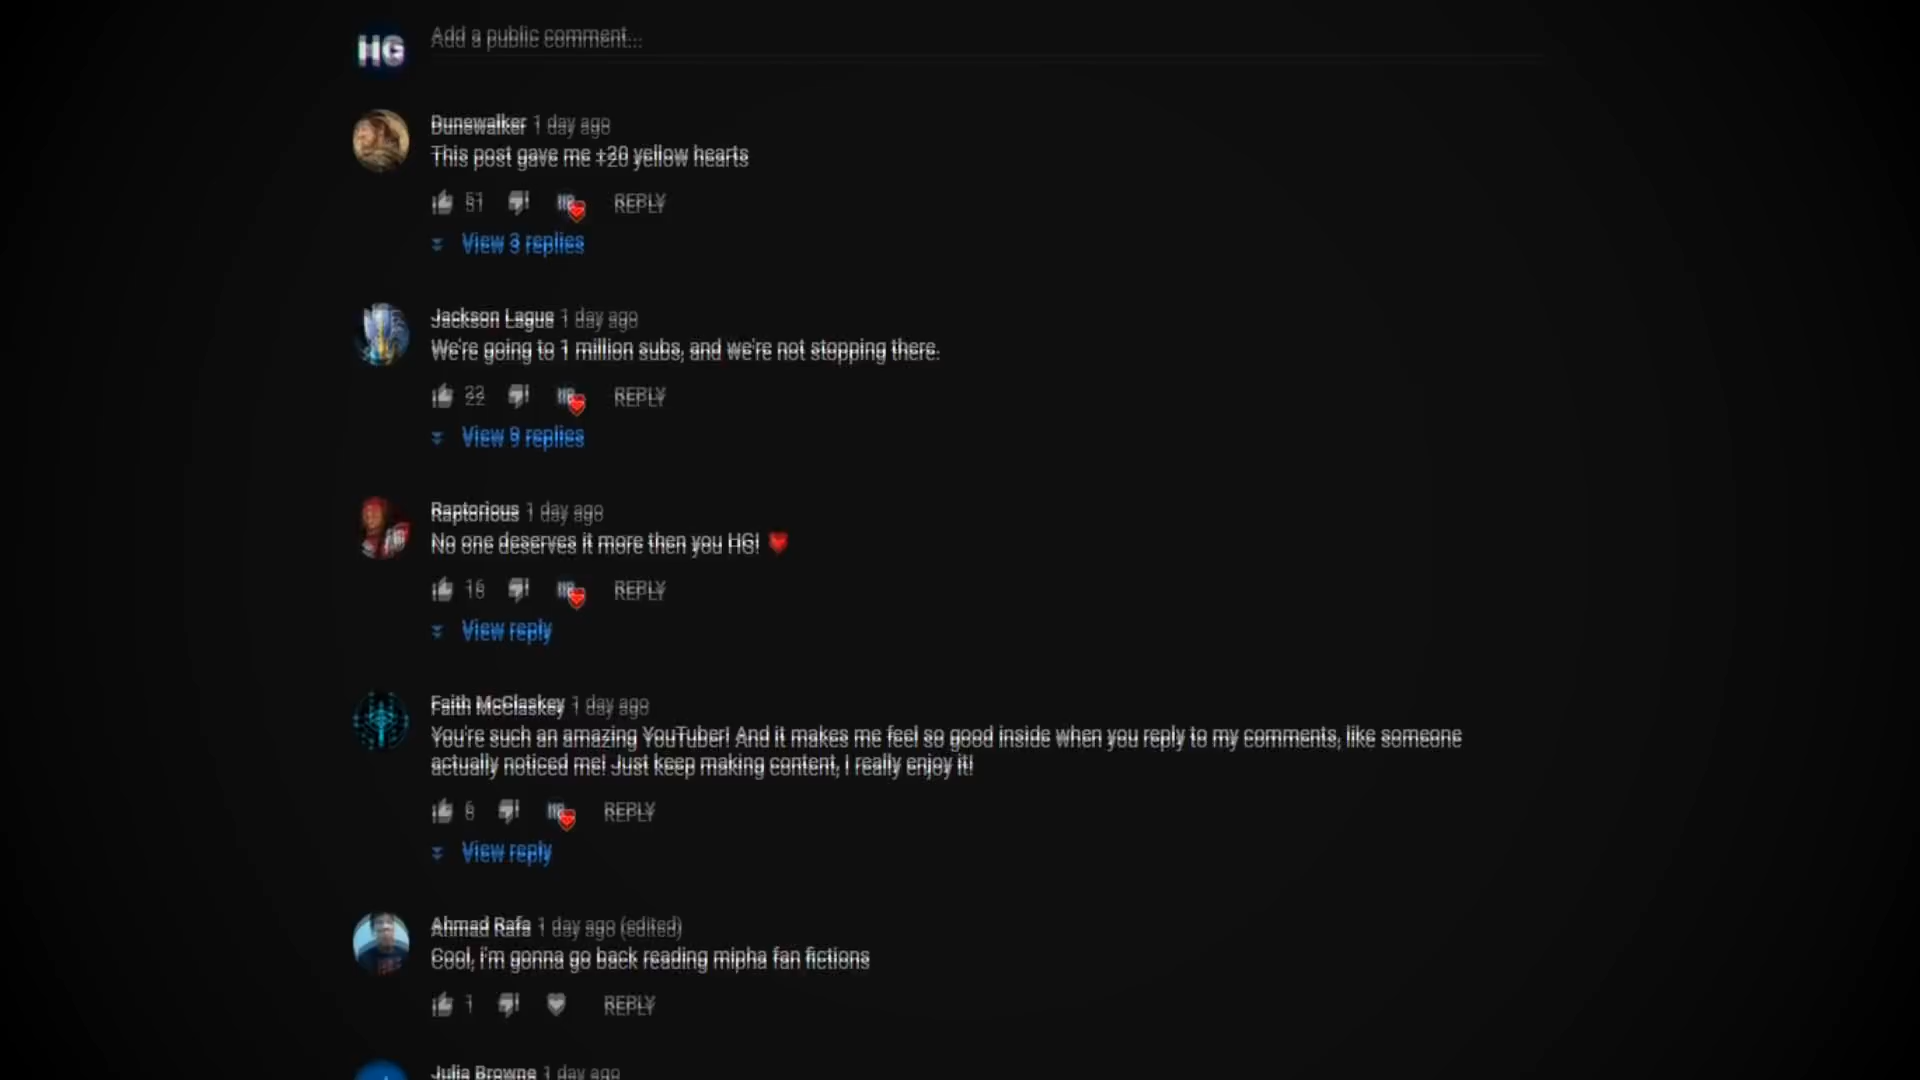 HG
Add a public comment...
Dunewalker 1 day ago
This post gave me +20 yellow hearts
51 REPLY
View 3 replies
Jackson Lague 1 day ago
We're going to 1 million subs, and we're not stopping there.
22 REPLY
View 9 replies
Raptorious 1 day ago
No one deserves it more then you HG!
16 REPLY
View reply
Faith McClaskey 1 day ago
You're such an amazing YouTuber! And it makes me feel so good inside when you reply to my comments, like someone
actually noticed me! Just keep making content, I really enjoy it!
6 REPLY
View reply
Ahmad Rafa 1 day ago (edited)
Cool, i'm gonna go back reading mipha fan fictions
1 REPLY
Julia Browne 1 day ago